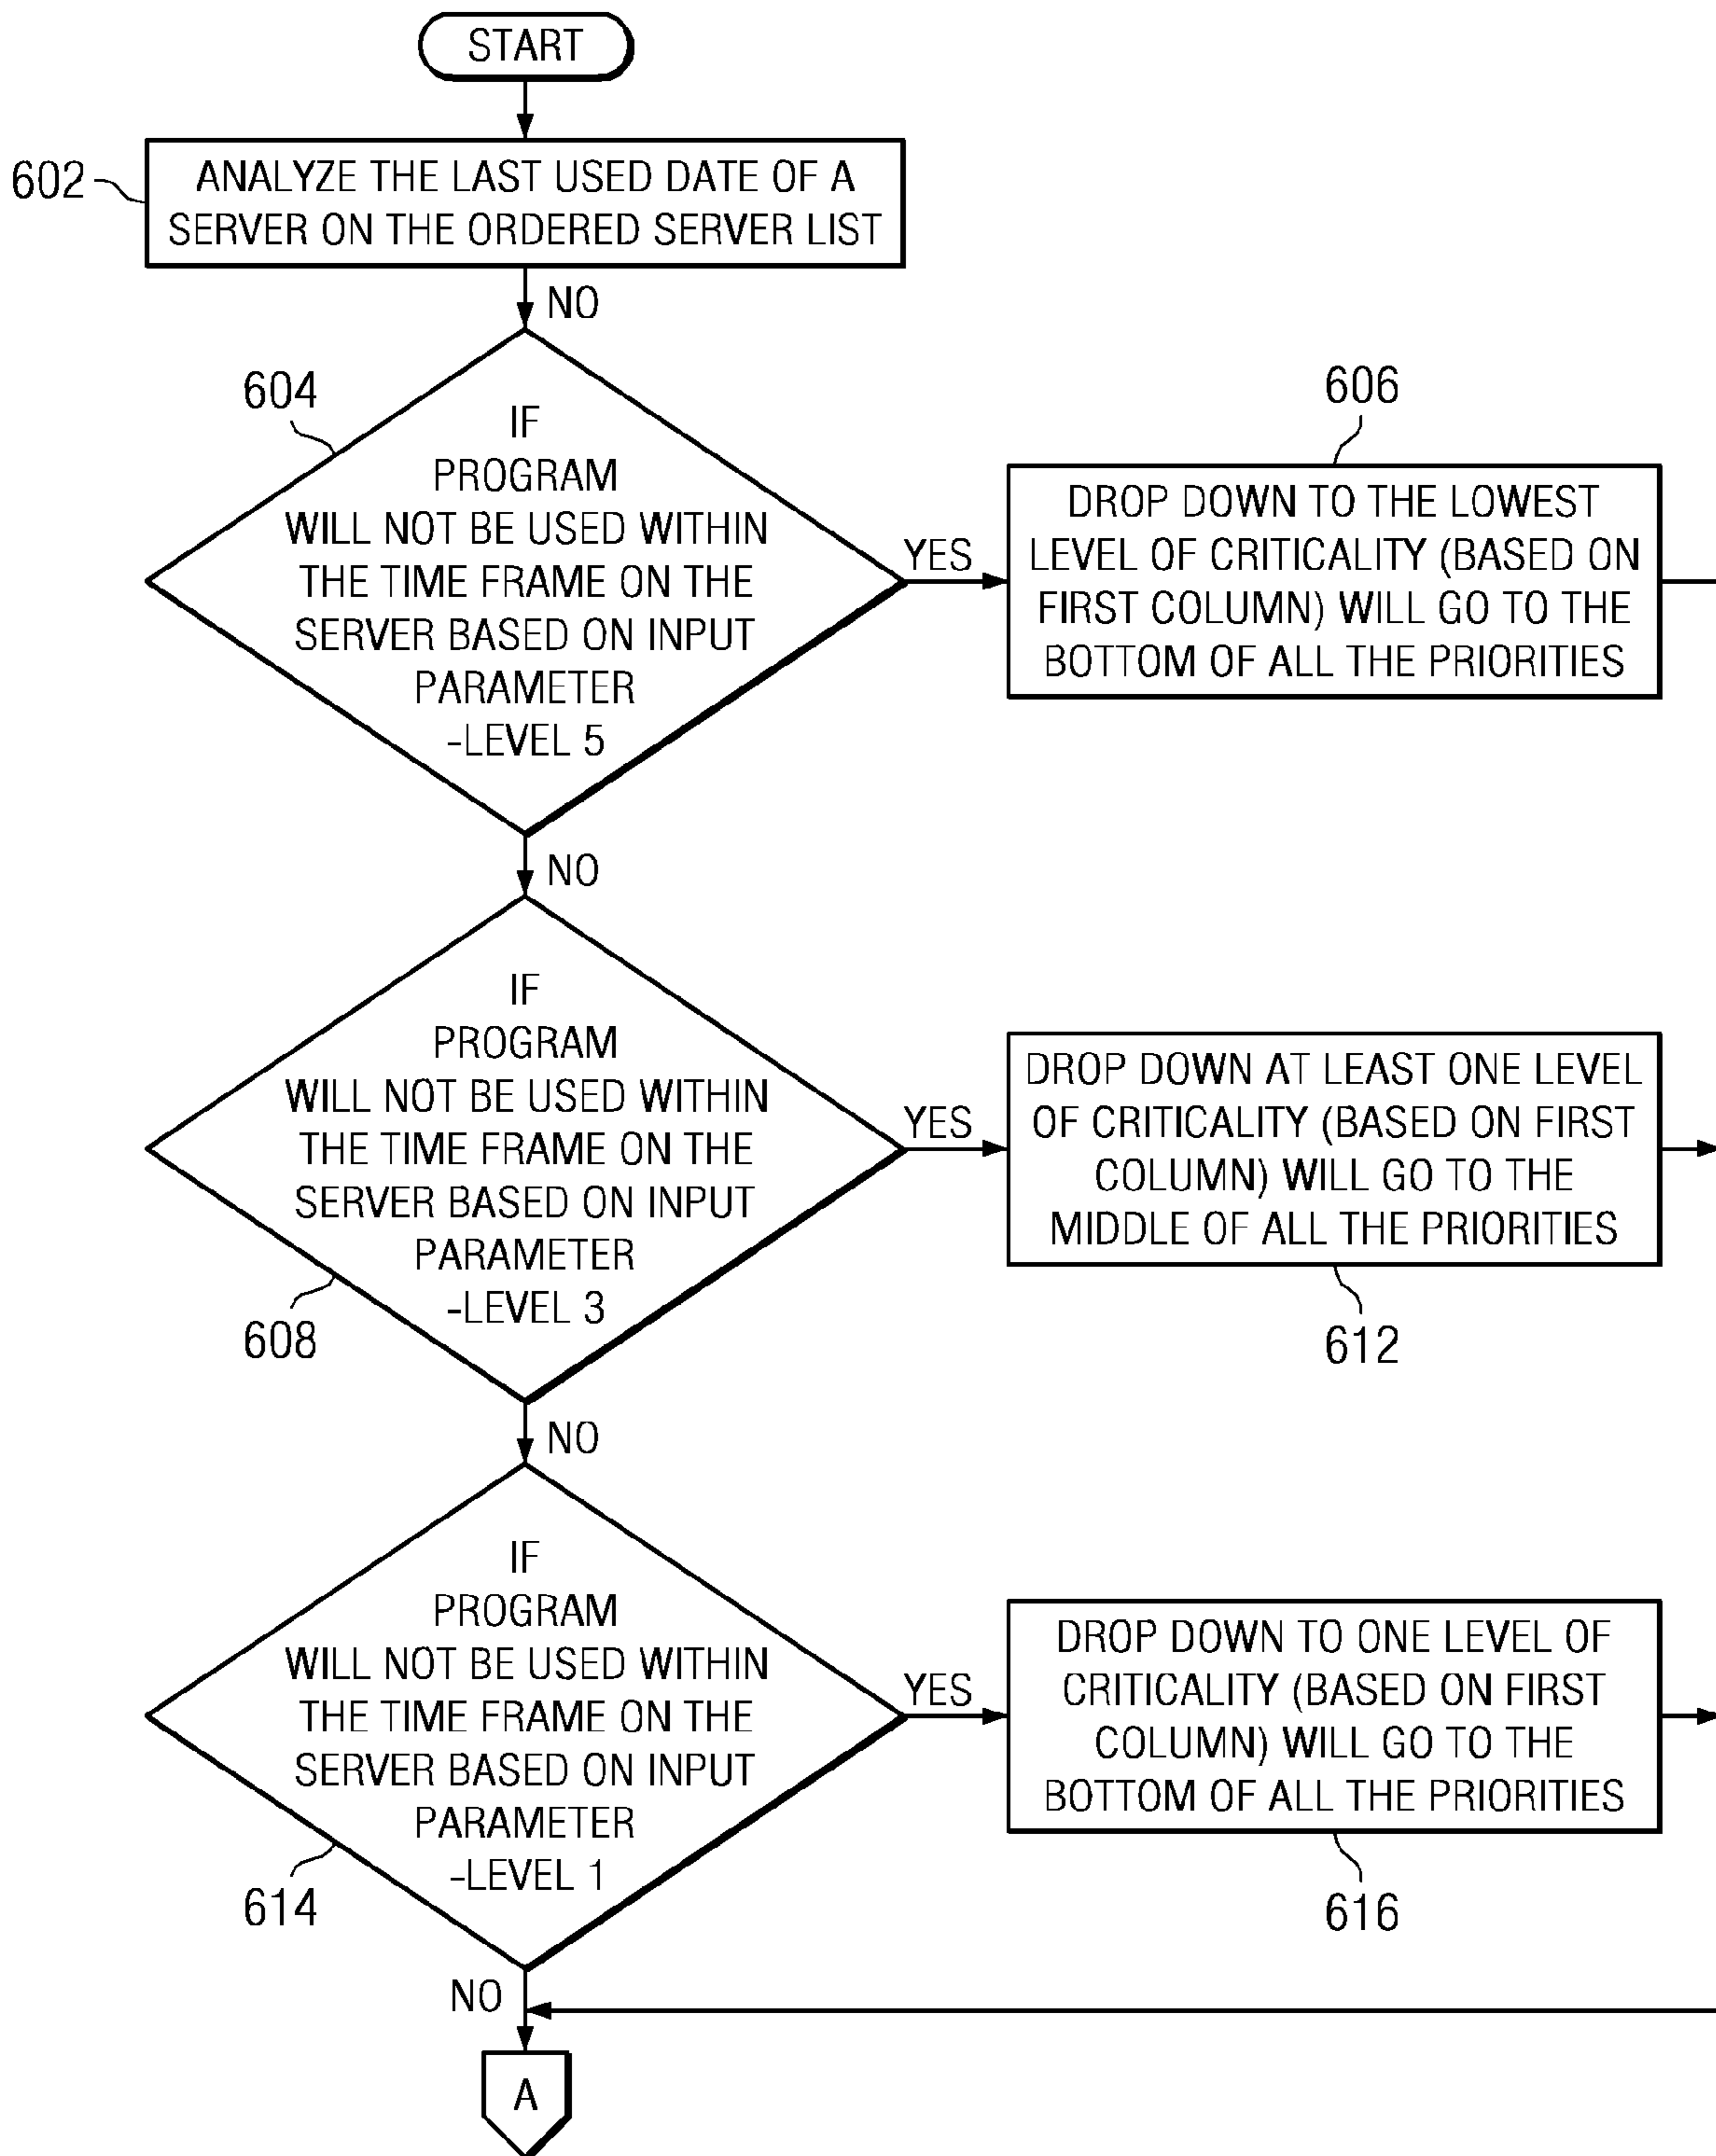 START
602
ANALYZE THE LAST USED DATE OF A
SERVER ON THE ORDERED SERVER LIST
NO
604
IF
PROGRAM
WILL NOT BE USED WITHIN
THE TIME FRAME ON THE
SERVER BASED ON INPUT
PARAMETER
-LEVEL 5
YES
606
DROP DOWN TO THE LOWEST
LEVEL OF CRITICALITY (BASED ON
FIRST COLUMN) WILL GO TO THE
BOTTOM OF ALL THE PRIORITIES
NO
IF
PROGRAM
WILL NOT BE USED WITHIN
THE TIME FRAME ON THE
SERVER BASED ON INPUT
PARAMETER
-LEVEL 3
608
YES
DROP DOWN AT LEAST ONE LEVEL
OF CRITICALITY (BASED ON FIRST
COLUMN) WILL GO TO THE
MIDDLE OF ALL THE PRIORITIES
612
NO
IF
PROGRAM
WILL NOT BE USED WITHIN
THE TIME FRAME ON THE
SERVER BASED ON INPUT
PARAMETER
-LEVEL 1
614
YES
DROP DOWN TO ONE LEVEL OF
CRITICALITY (BASED ON FIRST
COLUMN) WILL GO TO THE
BOTTOM OF ALL THE PRIORITIES
616
NO
A